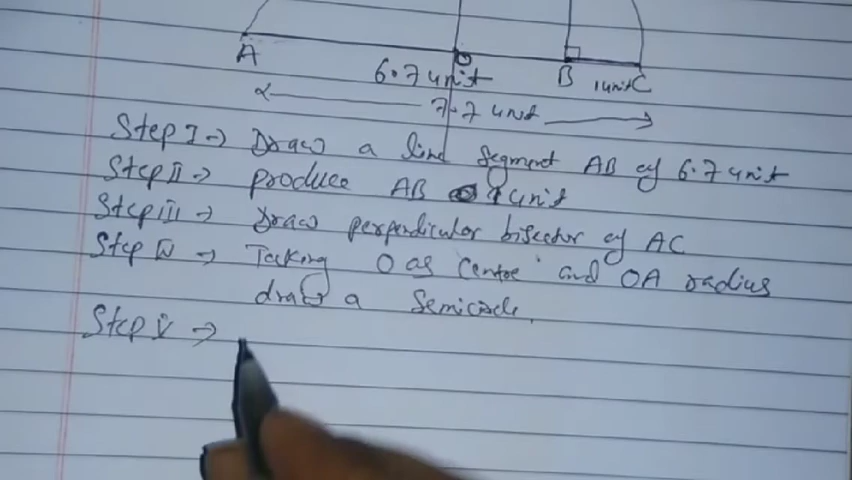 A
B
1 unit C
6.7 unit
7.7 unit
Step I → Draw a line segment AB of 6.7 unit
Step II → produce AB 1 unit
Step III → Draw perpendicular bisector of AC
Step IV → Tacking O as centre and OA radius
draw a Semicircle.
Step V →